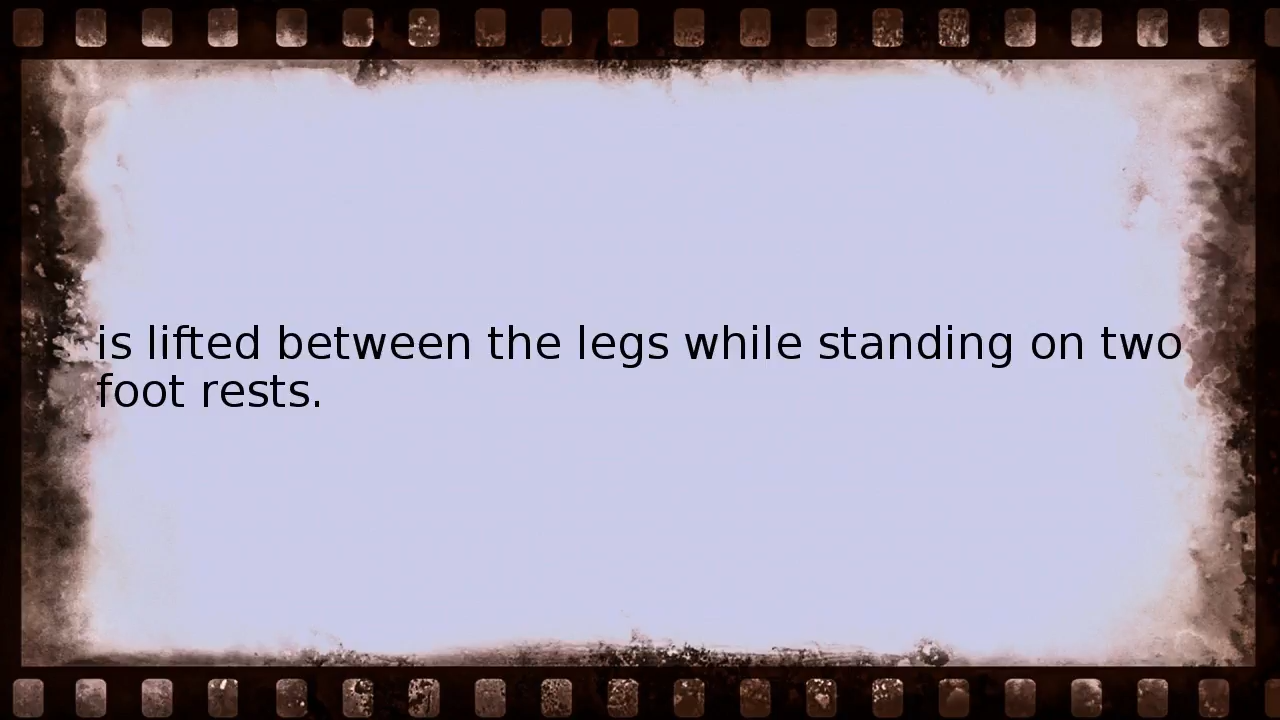 is lifted between the legs while standing on two
foot rests.